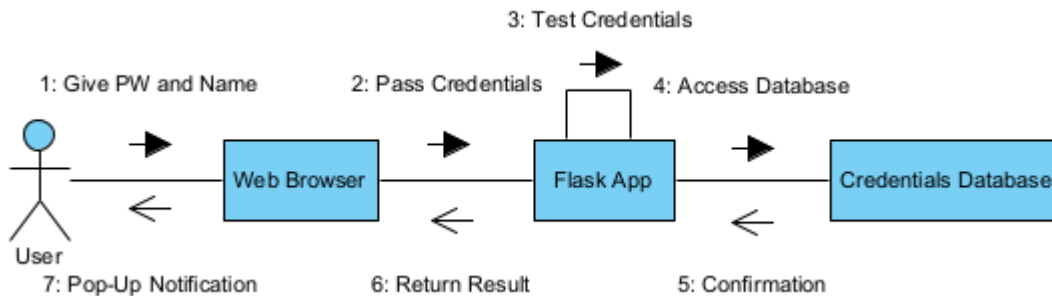 3: Test Credentials
1: Give PW and Name
2: Pass Credentials
4: Access Database
Web Browser
Flask App
Credentials Database
User
7: Pop-Up Notification
6: Return Result
5: Confirmation